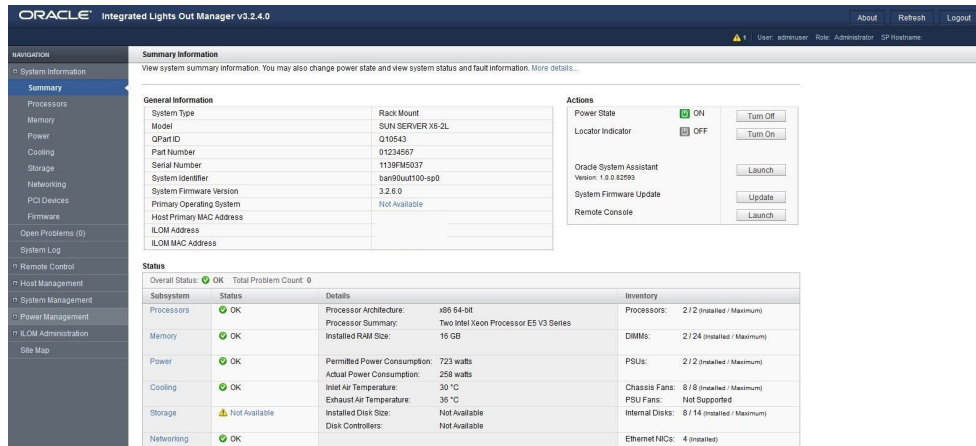 ORACLE® Integrated Lights Out Manager v3.2.4.0
About Refresh Logout
1 User: adminuser Role: Administrator SP Hostname:
NAVIGATION
System Information
Summary
Processors
Memory
Power
Cooling
Storage
Networking
PCI Devices
Firmware
Open Problems (0)
System Log
Remote Control
Host Management
System Management
Power Management
ILOM Administration
Site Map
Summary Information
View system summary information. You may also change power state and view system status and fault information. More details...
General Information
System Type Rack Mount
Model SUN SERVER X6-2L
QPart ID Q10543
Part Number 01234567
Serial Number 1139FM5037
System Identifier ban90uut100-sp0
System Firmware Version 3.2.6.0
Primary Operating System Not Available
Host Primary MAC Address
ILOM Address
ILOM MAC Address
Actions
Power State ON Turn Off
Locator Indicator OFF Turn On
Oracle System Assistant Launch
Version: 1.0.0.82593
System Firmware Update Update
Remote Console Launch
Status
Overall Status: OK Total Problem Count: 0
Subsystem Status Details Inventory
Processors OK Processor Architecture: x86 64-bit Processors: 2 / 2 (Installed / Maximum)
Processor Summary: Two Intel Xeon Processor E5 V3 Series
Memory OK Installed RAM Size: 16 GB DIMMs: 2 / 24 (Installed / Maximum)
Power OK Permitted Power Consumption: 723 watts PSUs: 2 / 2 (Installed / Maximum)
Actual Power Consumption: 258 watts
Cooling OK Inlet Air Temperature: 30 °C Chassis Fans: 8 / 8 (Installed / Maximum)
Exhaust Air Temperature: 36 °C PSU Fans: Not Supported
Storage Not Available Installed Disk Size: Not Available Internal Disks: 8 / 14 (Installed / Maximum)
Disk Controllers: Not Available
Networking OK Ethernet NICs: 4 (Installed)